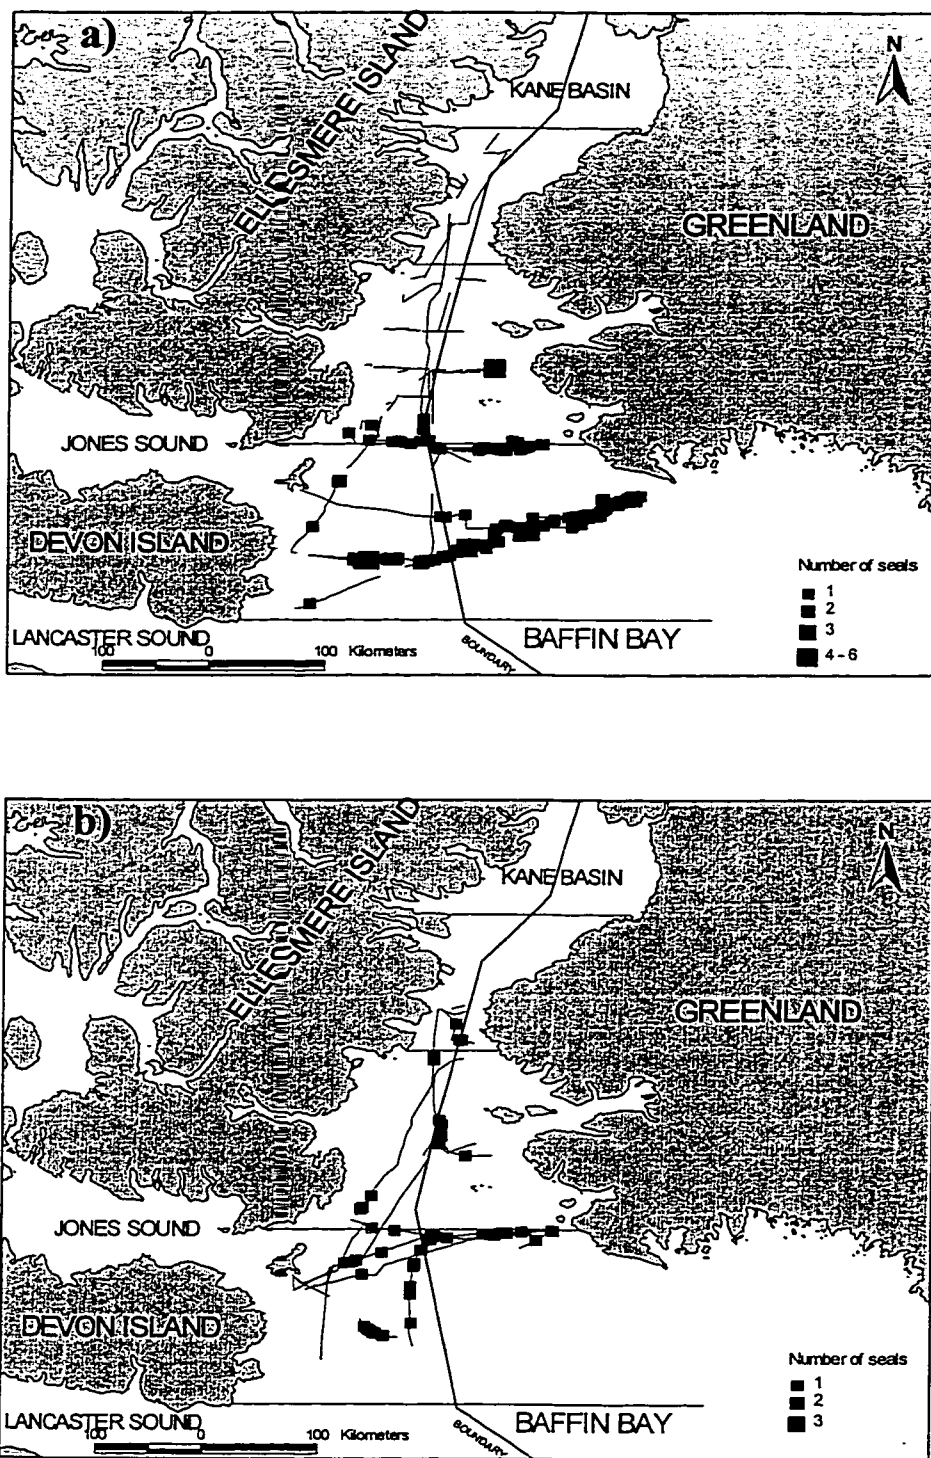 a)
N
KANE BASIN
ELLESMERE ISLAND
GREENLAND
JONES SOUND
DEVON ISLAND
Number of seals
1
2
3
4 - 6
LANCASTER SOUND
BAFFIN BAY
BOUNDARY
100 0 100 Kilometers
b)
N
KANE BASIN
ELLESMERE ISLAND
GREENLAND
JONES SOUND
DEVON ISLAND
Number of seals
1
2
3
LANCASTER SOUND
BAFFIN BAY
BOUNDARY
100 0 100 Kilometers